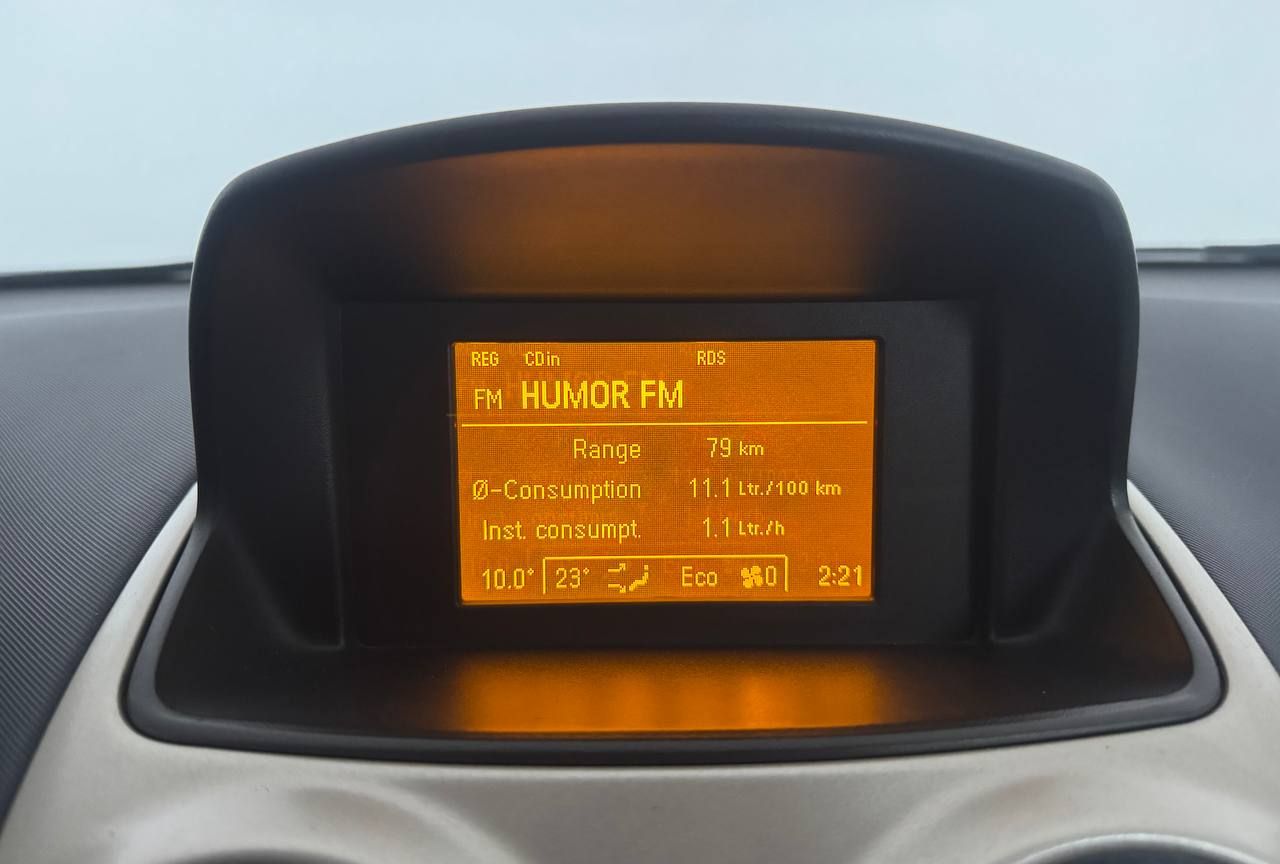 REG CDin RDS
FM HUMOR FM
Range 79 km
Ø-Consumption 11.1 Ltr./100 km
Inst. consumpt. 1.1 Ltr./h
10.0° 23° Eco 0 2:21